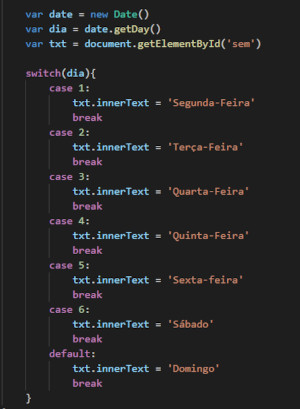 var date = new Date()
var dia = date.getDay()
var txt = document.getElementById('sem')
switch(dia){
case 1:
txt.innerText = 'Segunda-Feira'
break
case 2:
txt.innerText = 'Terça-Feira'
break
case 3:
txt.innerText = 'Quarta-Feira'
break
case 4:
txt.innerText = 'Quinta-Feira'
break
case 5:
txt.innerText = 'Sexta-feira'
break
case 6:
txt.innerText = 'Sábado'
break
default:
txt.innerText = 'Domingo'
break
}